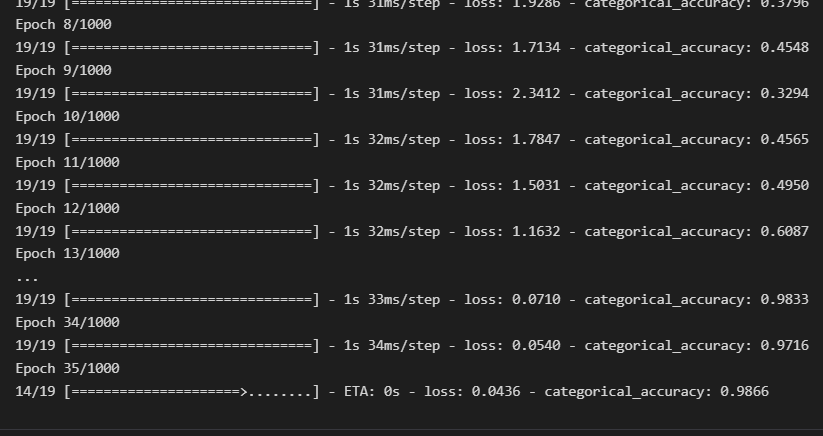 19/19 [==============================] - 1s 31ms/step - loss: 1.9286 - categorical_accuracy: 0.3796
Epoch 8/1000
19/19 [==============================] - 1s 31ms/step - loss: 1.7134 - categorical_accuracy: 0.4548
Epoch 9/1000
19/19 [==============================] - 1s 31ms/step - loss: 2.3412 - categorical_accuracy: 0.3294
Epoch 10/1000
19/19 [==============================] - 1s 32ms/step - loss: 1.7847 - categorical_accuracy: 0.4565
Epoch 11/1000
19/19 [==============================] - 1s 32ms/step - loss: 1.5031 - categorical_accuracy: 0.4950
Epoch 12/1000
19/19 [==============================] - 1s 32ms/step - loss: 1.1632 - categorical_accuracy: 0.6087
Epoch 13/1000
...
19/19 [==============================] - 1s 33ms/step - loss: 0.0710 - categorical_accuracy: 0.9833
Epoch 34/1000
19/19 [==============================] - 1s 34ms/step - loss: 0.0540 - categorical_accuracy: 0.9716
Epoch 35/1000
14/19 [=====================>........] - ETA: 0s - loss: 0.0436 - categorical_accuracy: 0.9866